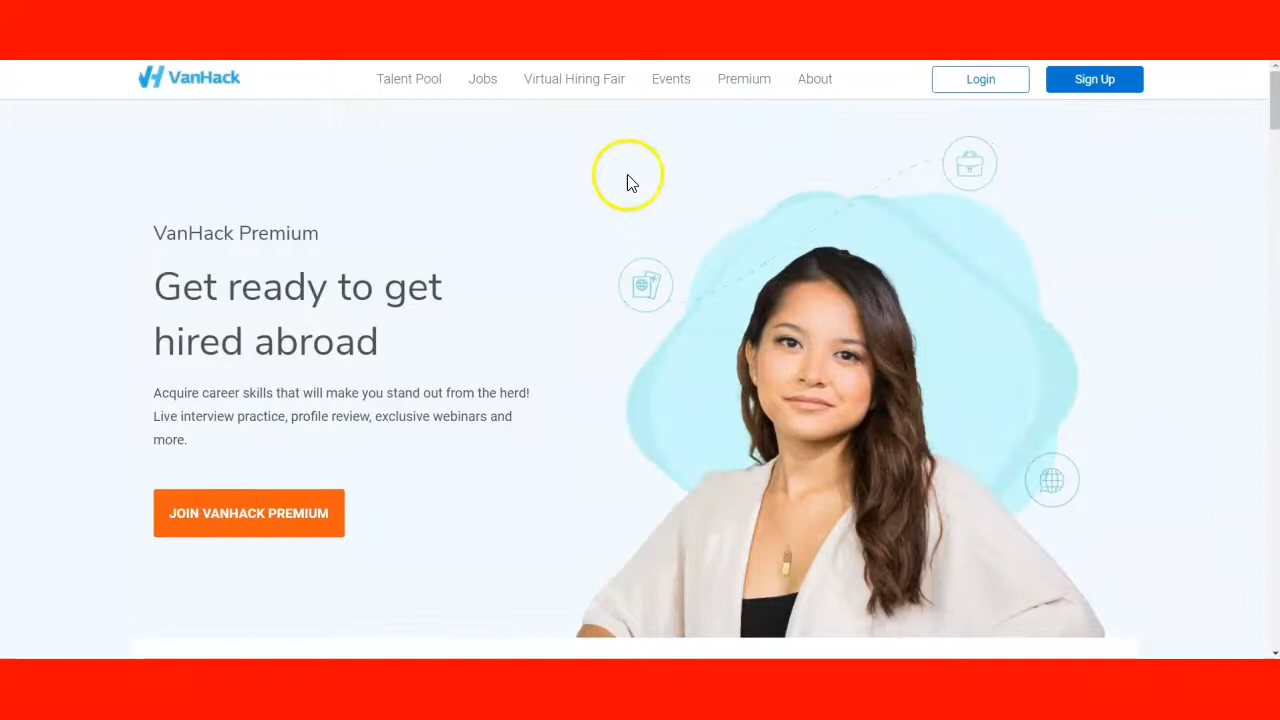 VanHack
Talent Pool
Jobs
Virtual Hiring Fair
Events
Premium
About
Login
Sign Up
VanHack Premium
Get ready to get
hired abroad
Acquire career skills that will make you stand out from the herd!
Live interview practice, profile review, exclusive webinars and
more.
JOIN VANHACK PREMIUM